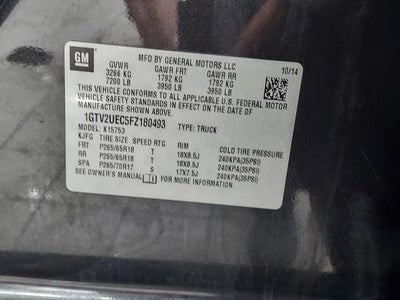 GM
MFD BY GENERAL MOTORS LLC
10/14
GVWR GAWR FRT GAWR RR
3266 KG 1792 KG 1792 KG
7200 LB 3950 LB 3950 LB
THIS VEHICLE CONFORMS TO ALL APPLICABLE U.S. FEDERAL MOTOR
VEHICLE SAFETY, BUMPER, AND THEFT PREVENTION STANDARDS IN
EFFECT ON THE DATE OF MANUFACTURE SHOWN ABOVE.
1GTV2UEC5FZ180493 TYPE: TRUCK
MODEL: K15753
KJFG TIRE SIZE SPEED RTG RIM COLD TIRE PRESSURE
FRT P265/65R18 T 18X8.5J 240KPA(35PSI)
RR P265/65R18 T 18X8.5J 240KPA(35PSI)
SPA P265/70R17 S 17X7.5J 240KPA(35PSI)
SEE OWNER'S MANUAL FOR MORE INFORMATION.